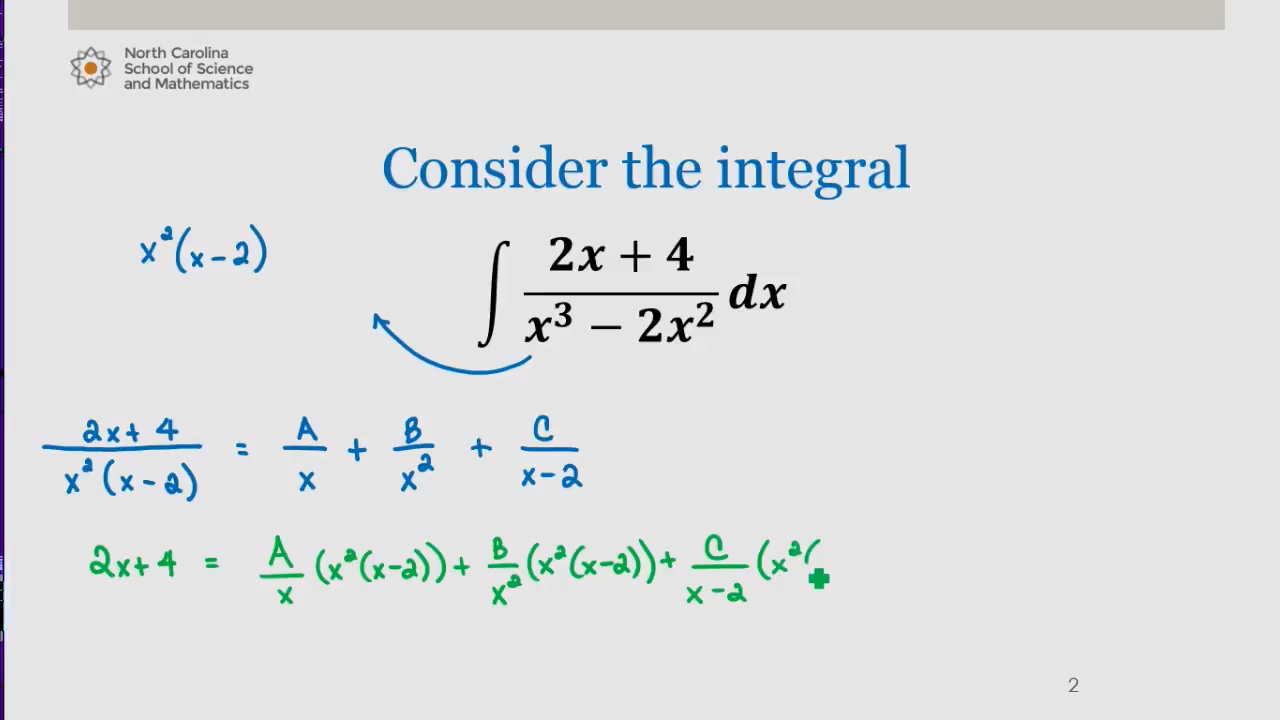 North Carolina
School of Science
and Mathematics
Consider the integral
x²(x-2)
∫ (2x + 4)/(x³ − 2x²) dx
(2x+4)/(x²(x-2)) = A/x + B/x² + C/(x-2)
2x+4 = A/x (x²(x-2)) + B/x² (x²(x-2)) + C/(x-2) (x²(
2